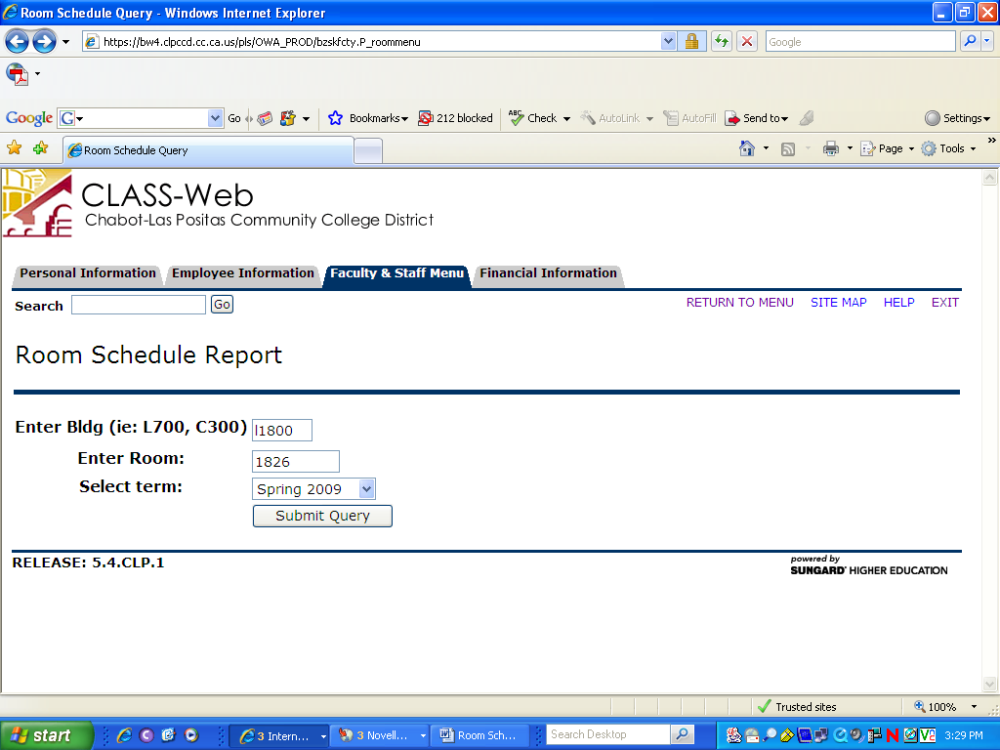 Room Schedule Query - Windows Internet Explorer
https://bw4.clpccd.cc.ca.us/pls/OWA_PROD/bzskfcty.P_roommenu
Google
Google G Go Bookmarks 212 blocked ABC Check AutoLink AutoFill Send to Settings
Room Schedule Query
Page Tools »
CLASS-Web
Chabot-Las Positas Community College District
Personal Information Employee Information Faculty & Staff Menu Financial Information
Search Go RETURN TO MENU SITE MAP HELP EXIT
Room Schedule Report
Enter Bldg (ie: L700, C300) l1800
Enter Room: 1826
Select term: Spring 2009
Submit Query
RELEASE: 5.4.CLP.1
powered by
SUNGARD HIGHER EDUCATION
Trusted sites 100%
start 3 Intern... 3 Novell... Room Sch... Search Desktop 3:29 PM